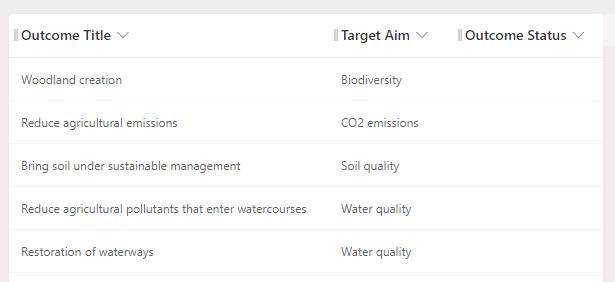 Outcome Title Target Aim Outcome Status
Woodland creation Biodiversity
Reduce agricultural emissions CO2 emissions
Bring soil under sustainable management Soil quality
Reduce agricultural pollutants that enter watercourses Water quality
Restoration of waterways Water quality